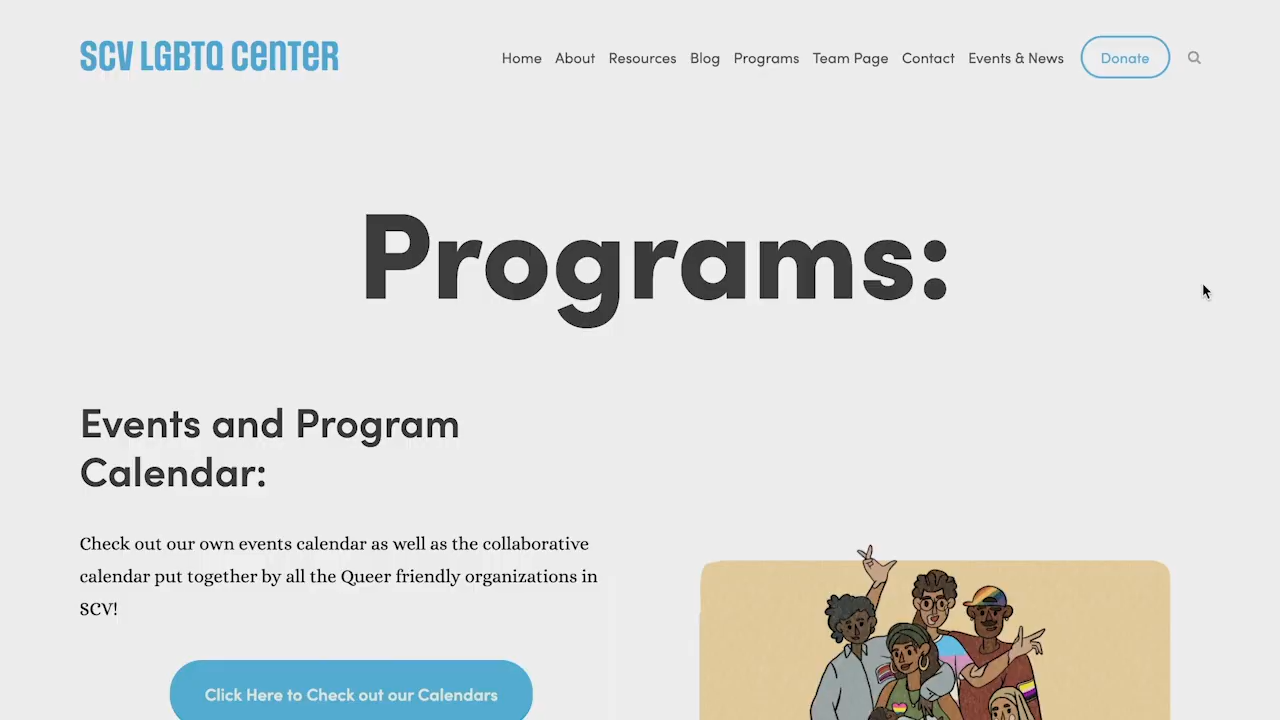 SCV LGBTQ CENTER
Home About Resources Blog Programs Team Page Contact Events & News Donate
Programs:
Events and Program
Calendar:
Check out our own events calendar as well as the collaborative
calendar put together by all the Queer friendly organizations in
SCV!
Click Here to Check out our Calendars